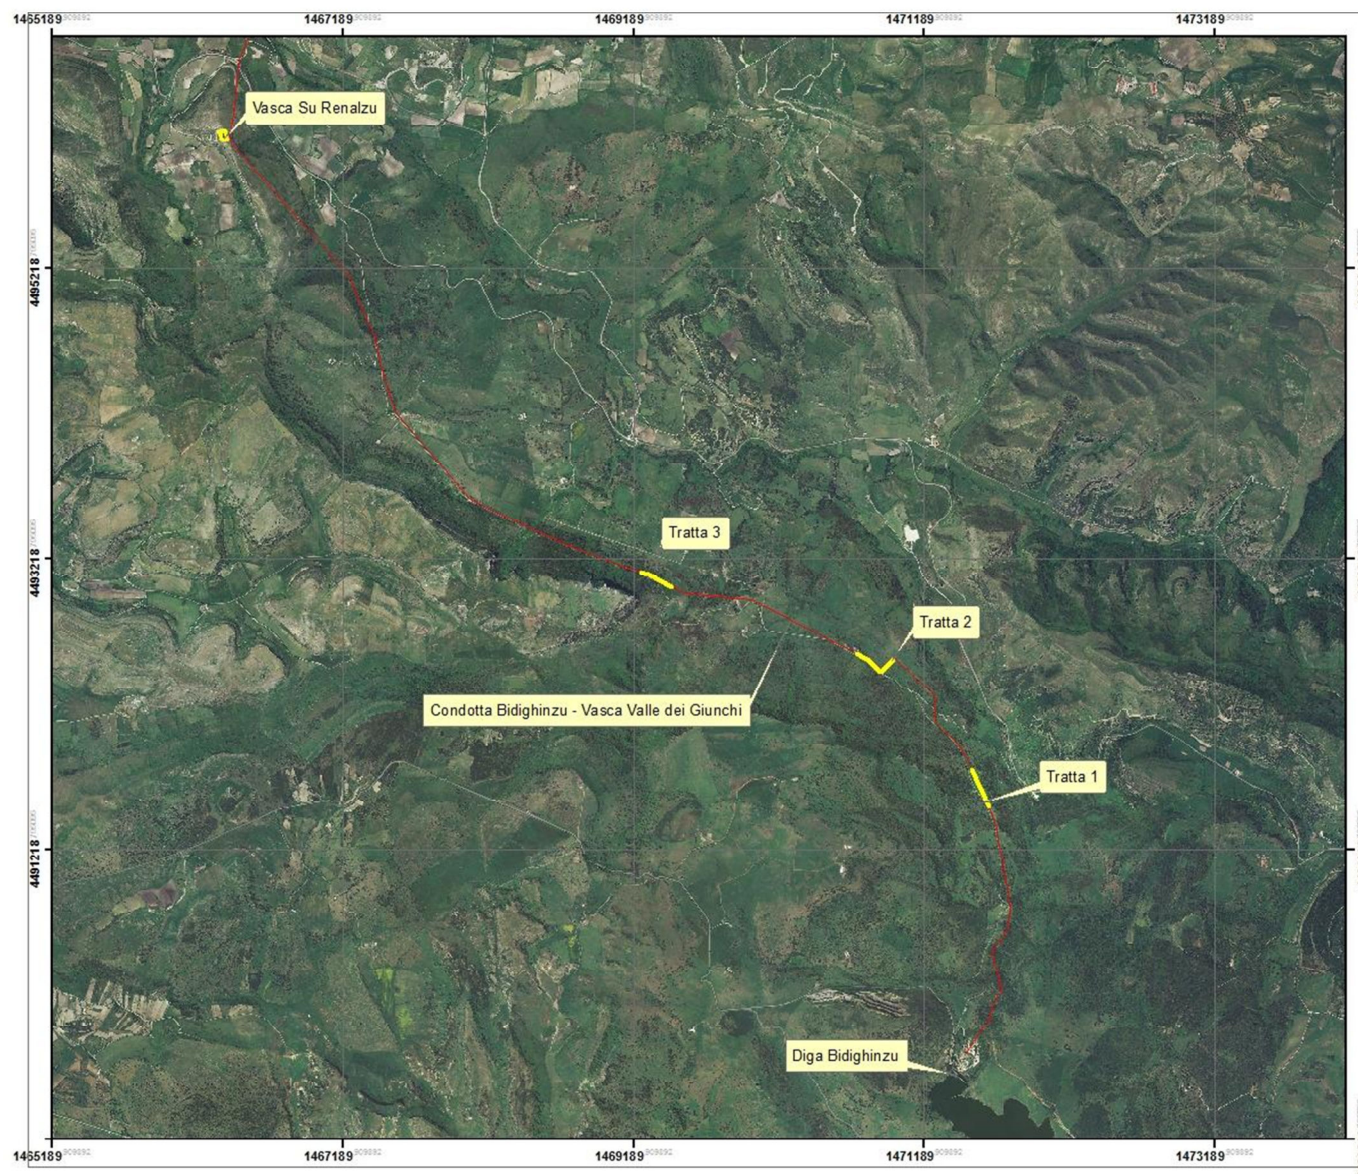 1465189 1467189 1469189 1471189 1473189
Vasca Su Renalzu
4495218
Tratta 3
4493218
Tratta 2
Condotta Bidighinzu - Vasca Valle dei Giunchi
Tratta 1
4491218
Diga Bidighinzu
1465189 1467189 1469189 1471189 1473189